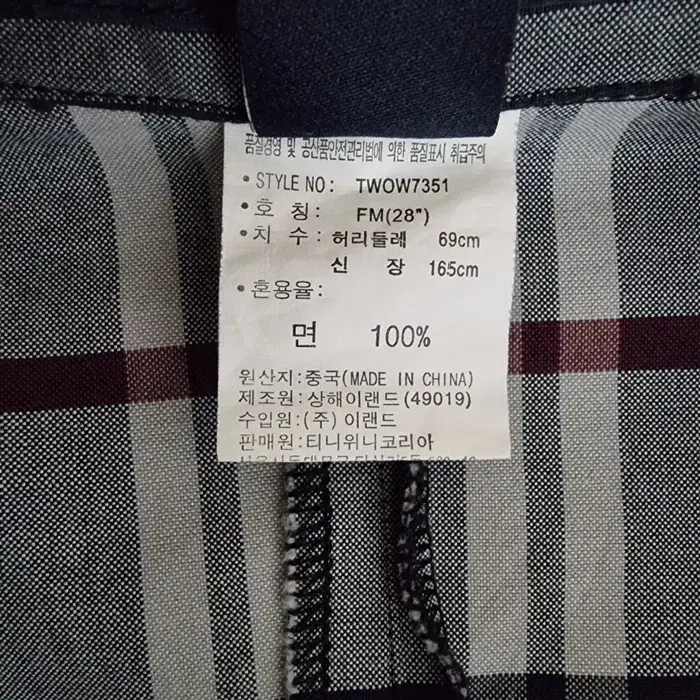 품질경영 및 공산품안전관리법에 의한 품질표시 취급주의
• STYLE NO: TWOW7351
• 호 칭: FM(28")
• 치 수: 허리둘레 69cm
신 장 165cm
• 혼용율:
면 100%
원산지:중국(MADE IN CHINA)
제조원:상해이랜드(49019)
수입원:(주) 이랜드
판매원:티니위니코리아